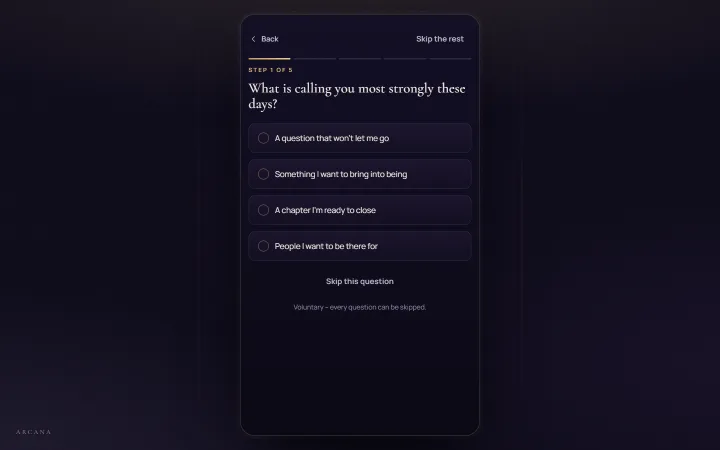 Back
Skip the rest
STEP 1 OF 5
What is calling you most strongly these
days?
A question that won't let me go
Something I want to bring into being
A chapter I'm ready to close
People I want to be there for
Skip this question
Voluntary – every question can be skipped.
ARCANA